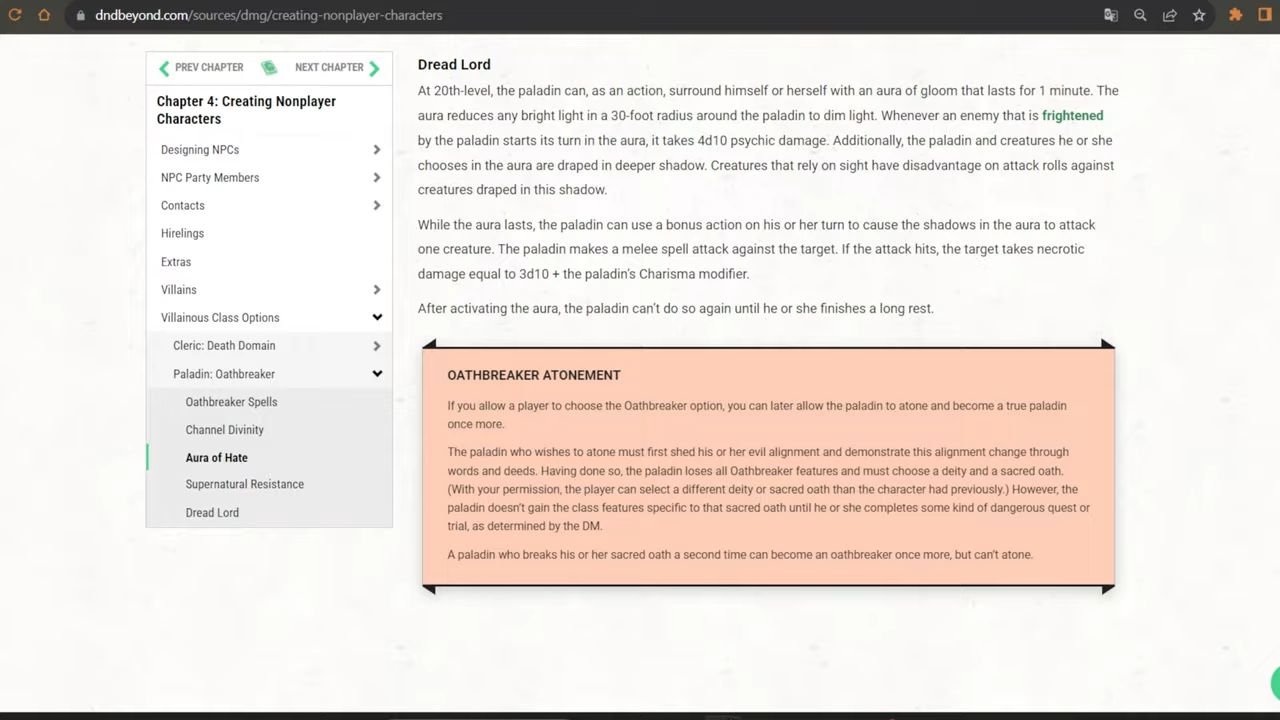 dndbeyond.com/sources/dmg/creating-nonplayer-characters
PREV CHAPTER
NEXT CHAPTER
Chapter 4: Creating Nonplayer
Characters
Designing NPCs
NPC Party Members
Contacts
Hirelings
Extras
Villains
Villainous Class Options
Cleric: Death Domain
Paladin: Oathbreaker
Oathbreaker Spells
Channel Divinity
Aura of Hate
Supernatural Resistance
Dread Lord
Dread Lord
At 20th-level, the paladin can, as an action, surround himself or herself with an aura of gloom that lasts for 1 minute. The
aura reduces any bright light in a 30-foot radius around the paladin to dim light. Whenever an enemy that is frightened
by the paladin starts its turn in the aura, it takes 4d10 psychic damage. Additionally, the paladin and creatures he or she
chooses in the aura are draped in deeper shadow. Creatures that rely on sight have disadvantage on attack rolls against
creatures draped in this shadow.
While the aura lasts, the paladin can use a bonus action on his or her turn to cause the shadows in the aura to attack
one creature. The paladin makes a melee spell attack against the target. If the attack hits, the target takes necrotic
damage equal to 3d10 + the paladin's Charisma modifier.
After activating the aura, the paladin can't do so again until he or she finishes a long rest.
OATHBREAKER ATONEMENT
If you allow a player to choose the Oathbreaker option, you can later allow the paladin to atone and become a true paladin
once more.
The paladin who wishes to atone must first shed his or her evil alignment and demonstrate this alignment change through
words and deeds. Having done so, the paladin loses all Oathbreaker features and must choose a deity and a sacred oath.
(With your permission, the player can select a different deity or sacred oath than the character had previously.) However, the
paladin doesn't gain the class features specific to that sacred oath until he or she completes some kind of dangerous quest or
trial, as determined by the DM.
A paladin who breaks his or her sacred oath a second time can become an oathbreaker once more, but can't atone.